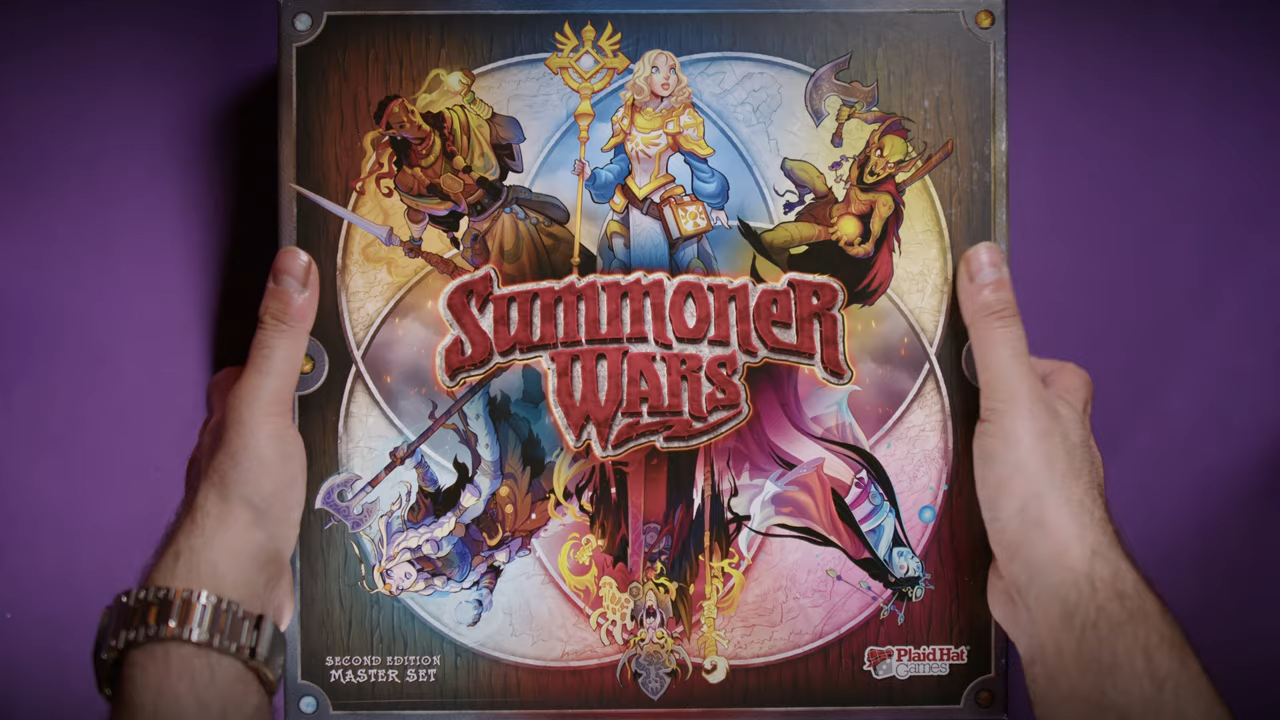 Summoner
Wars
Second Edition
Master Set
Plaid Hat
Games